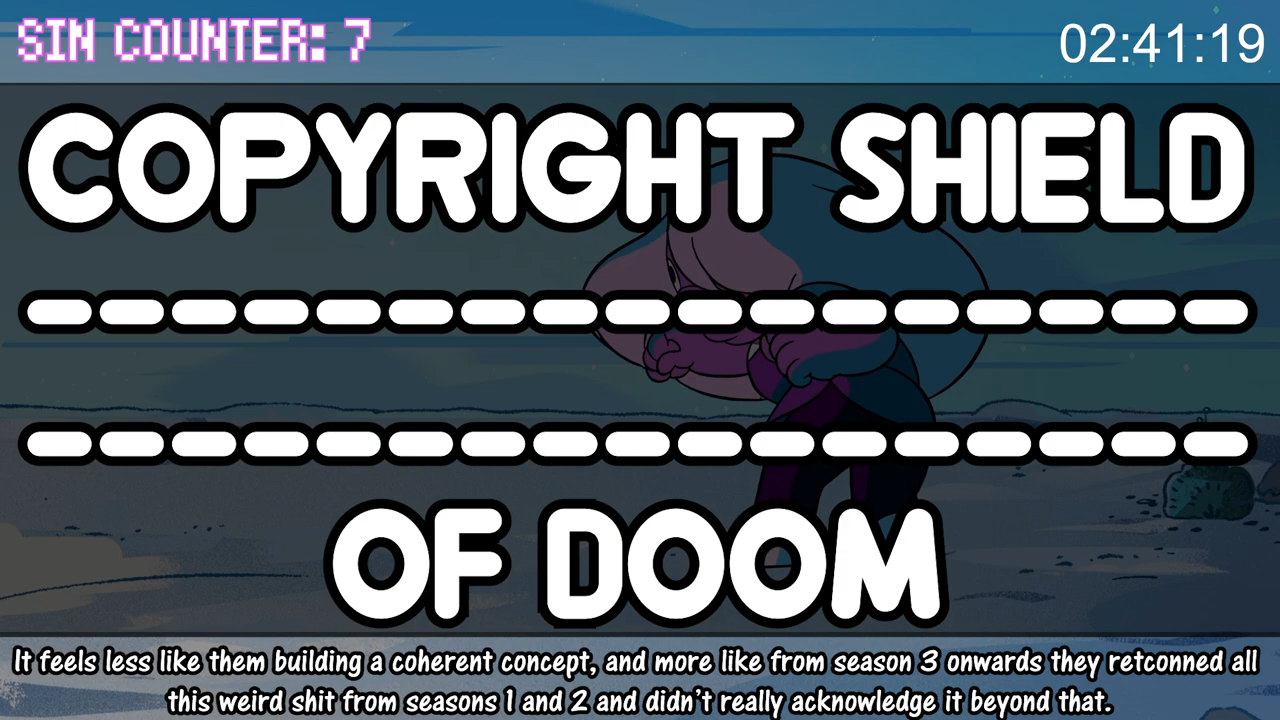 SIN COUNTER: 7
02:41:19
COPYRIGHT SHIELD
_________________
_________________
OF DOOM
It feels less like them building a coherent concept, and more like from season 3 onwards they retconned all
this weird shit from seasons 1 and 2 and didn't really acknowledge it beyond that.